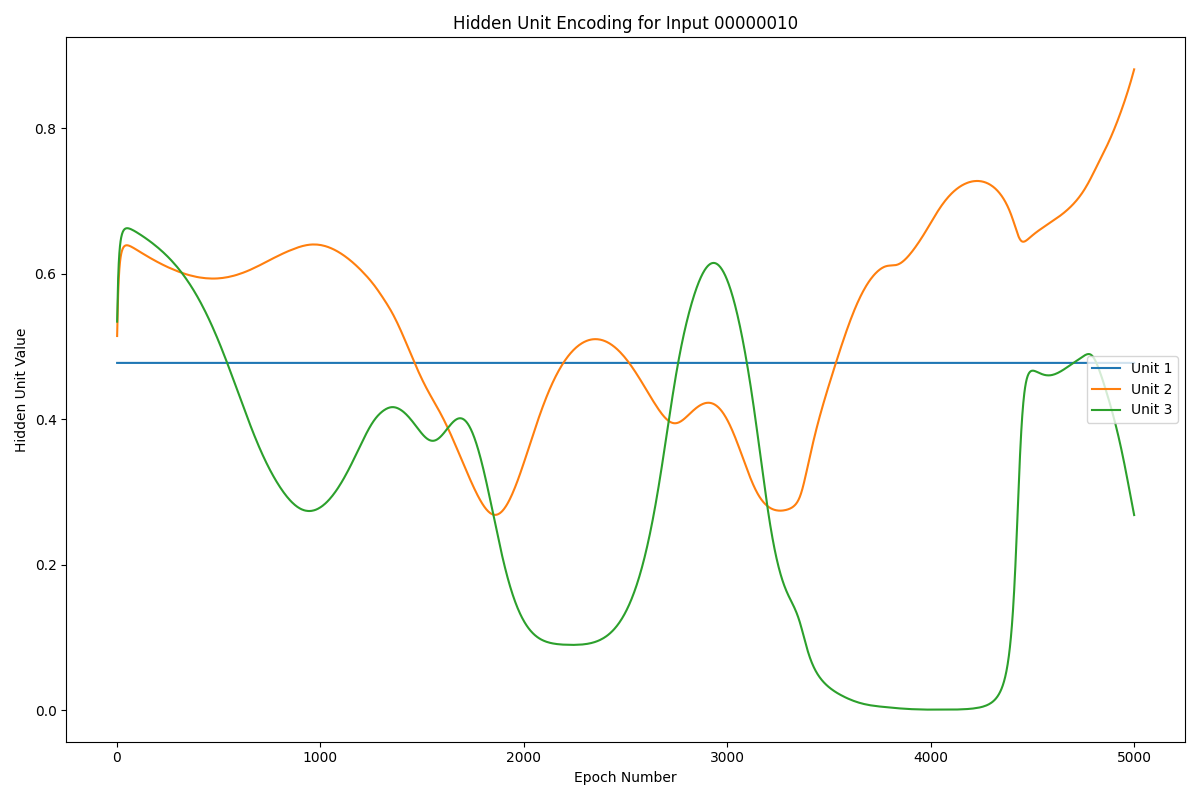 Hidden Unit Encoding for Input 00000010
Hidden Unit Value
0.8
0.6
0.4
0.2
0.0
Unit 1
Unit 2
Unit 3
0 1000 2000 3000 4000 5000
Epoch Number